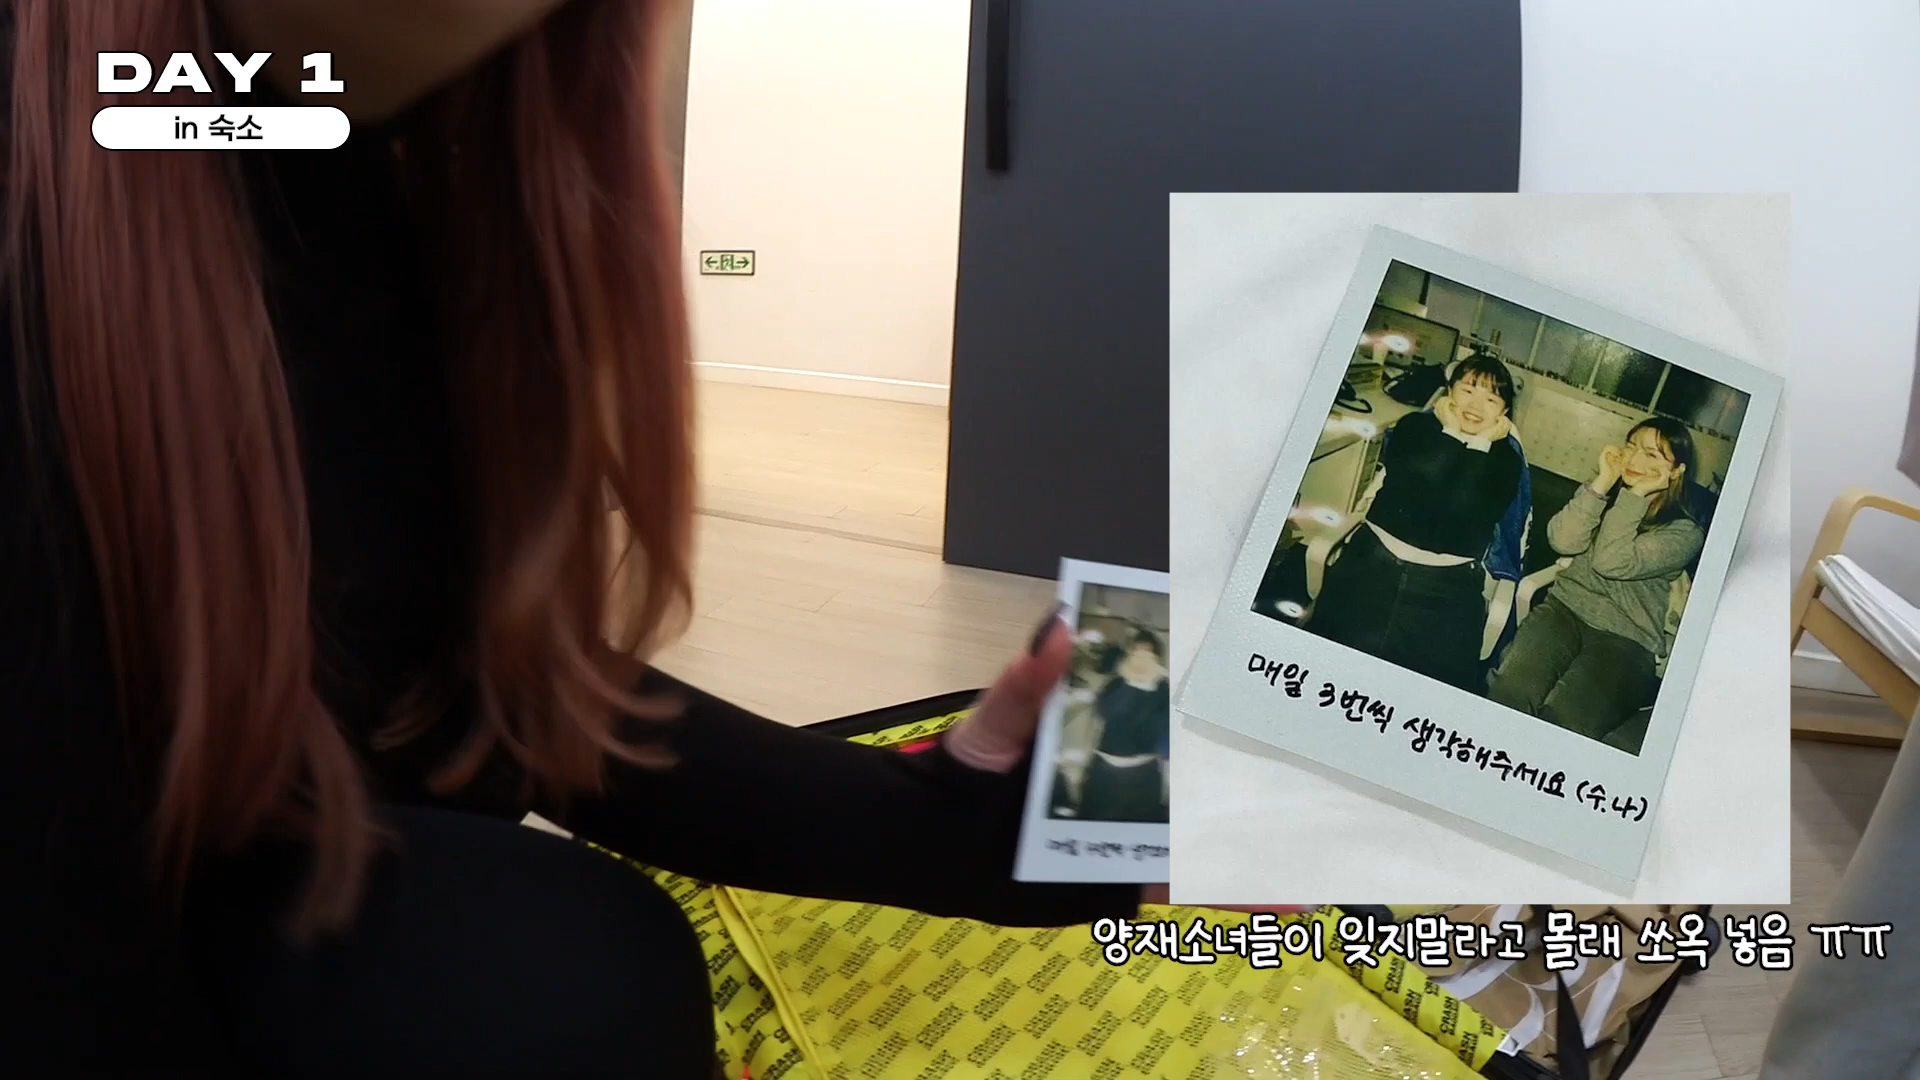 DAY 1
in 숙소
매일 3번씩 생각해주세요 (수.나)
양재소녀들이 잊지말라고 몰래 쏘옥 넣음 ㅠㅠ
CRASH